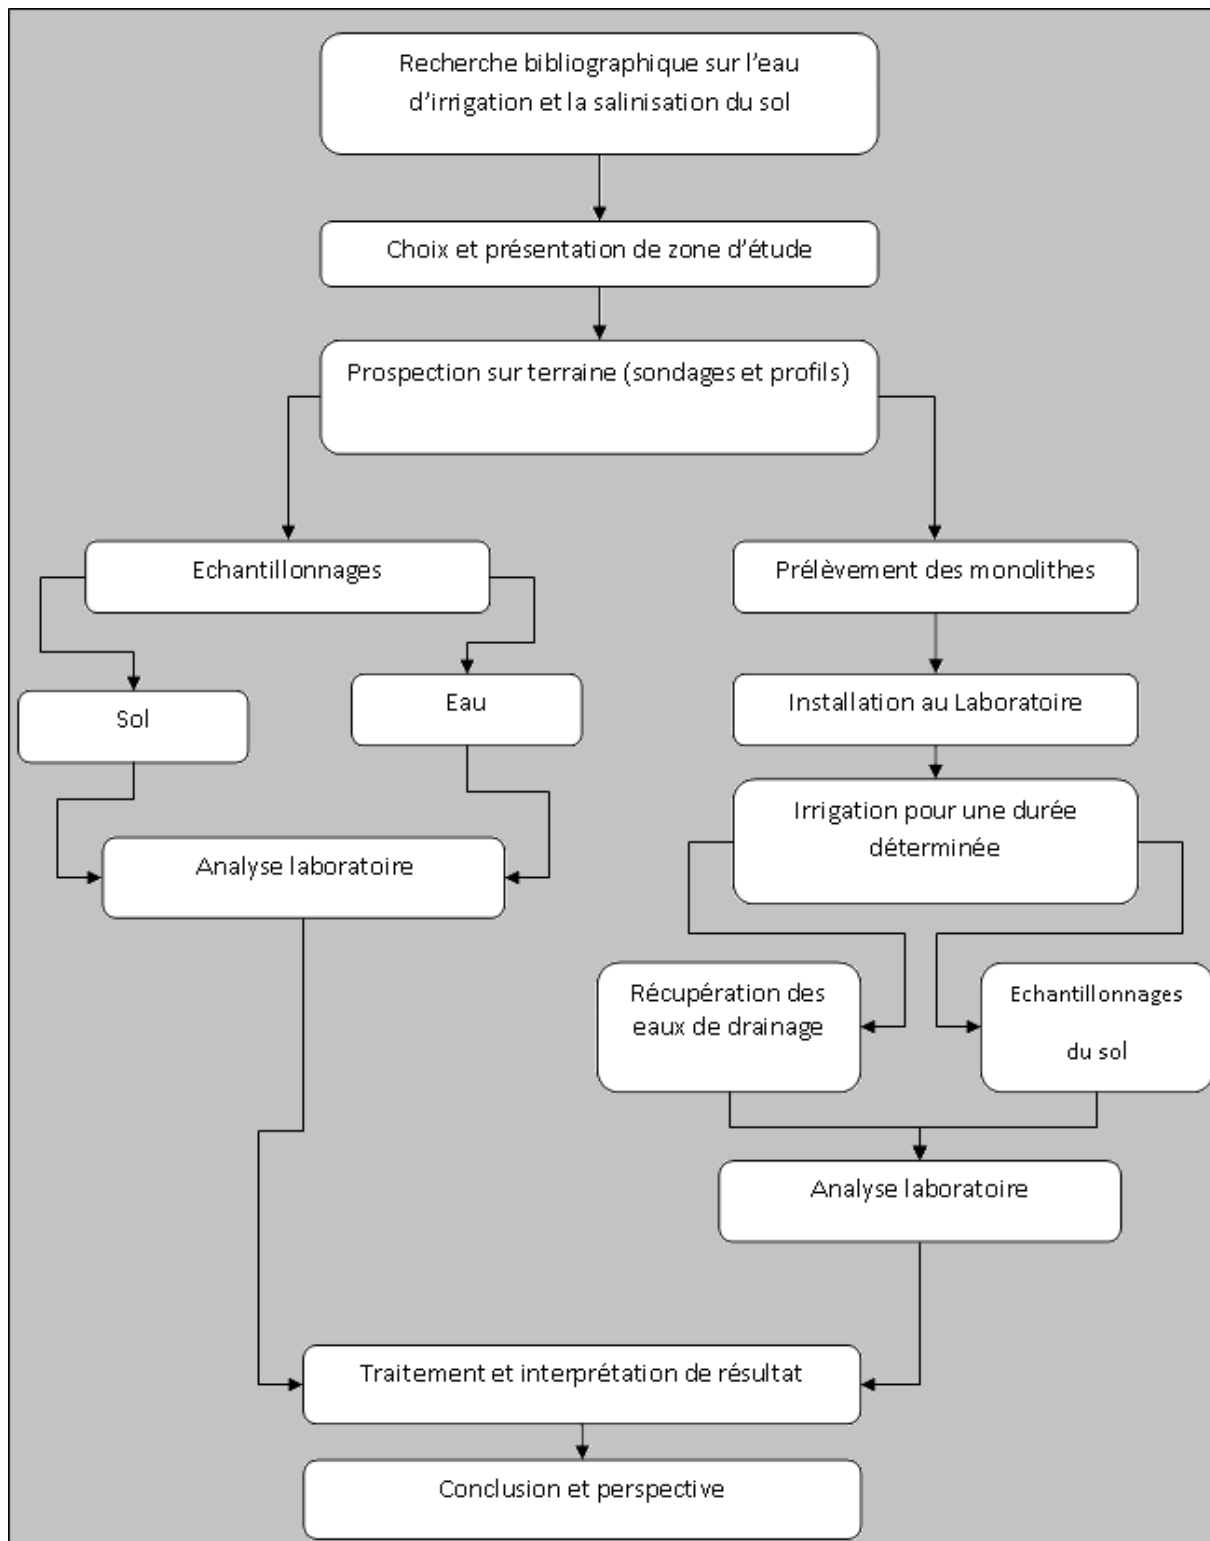 Recherche bibliographique sur l'eau
d'irrigation et la salinisation du sol
Choix et présentation de zone d'étude
Prospection sur terraine (sondages et profils)
Echantillonnages
Prélèvement des monolithes
Sol
Eau
Installation au Laboratoire
Analyse laboratoire
Irrigation pour une durée
déterminée
Récupération des
eaux de drainage
Echantillonnages
du sol
Analyse laboratoire
Traitement et interprétation de résultat
Conclusion et perspective